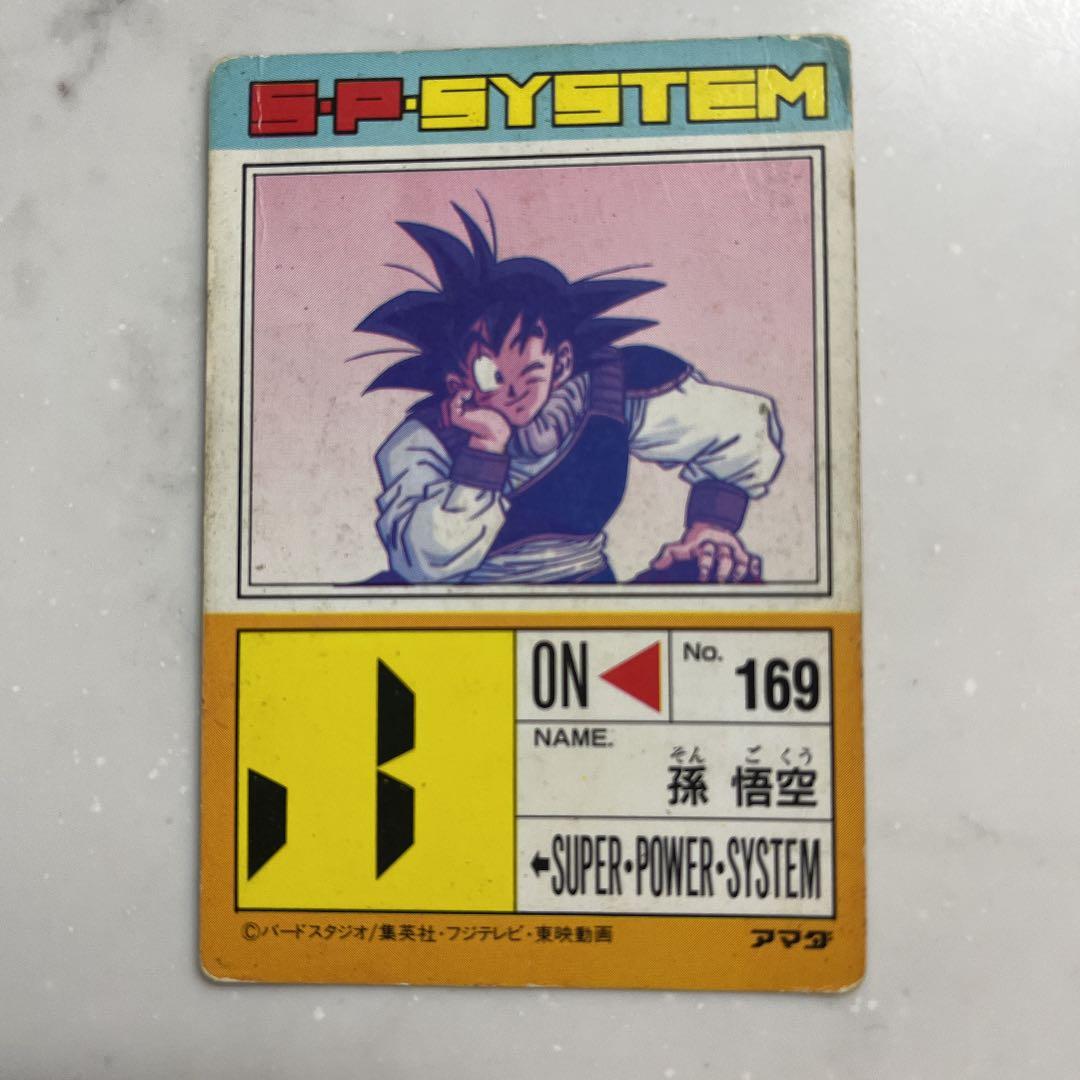 S・P・SYSTEM
ON
No. 169
NAME.
そん ご くう
孫 悟空
SUPER・POWER・SYSTEM
©バードスタジオ/集英社・フジテレビ・東映動画
アマダ